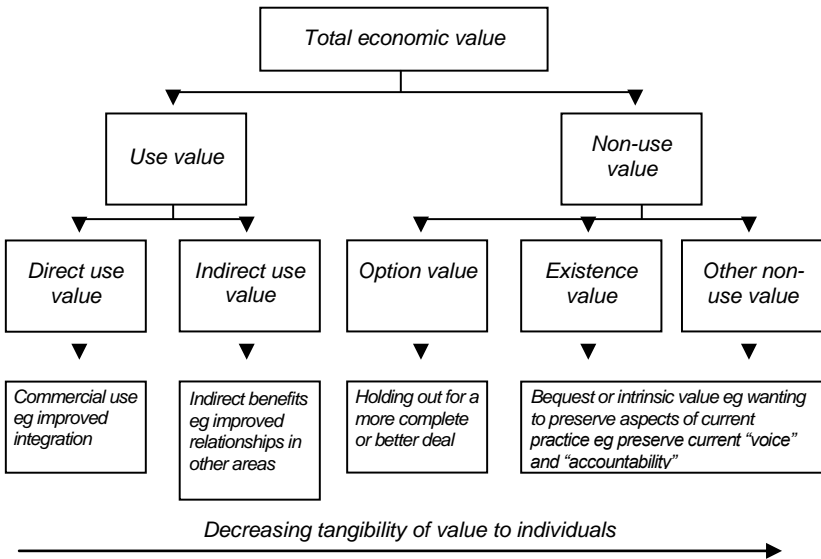 Total economic value
Use value
Non-use
value
Direct use
value
Indirect use
value
Option value
Existence
value
Other non-
use value
Commercial use
eg improved
integration
Indirect benefits
eg improved
relationships in
other areas
Holding out for a
more complete
or better deal
Bequest or intrinsic value eg wanting
to preserve aspects of current
practice eg preserve current “voice”
and “accountability”
Decreasing tangibility of value to individuals